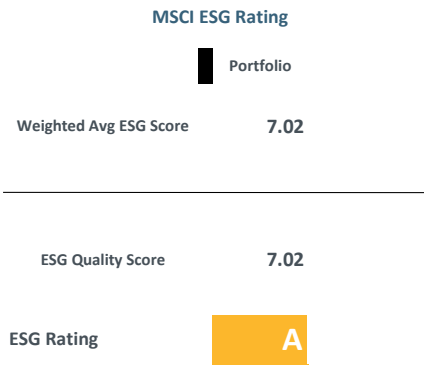 MSCI ESG Rating
Portfolio
Weighted Avg ESG Score 7.02
ESG Quality Score 7.02
ESG Rating A